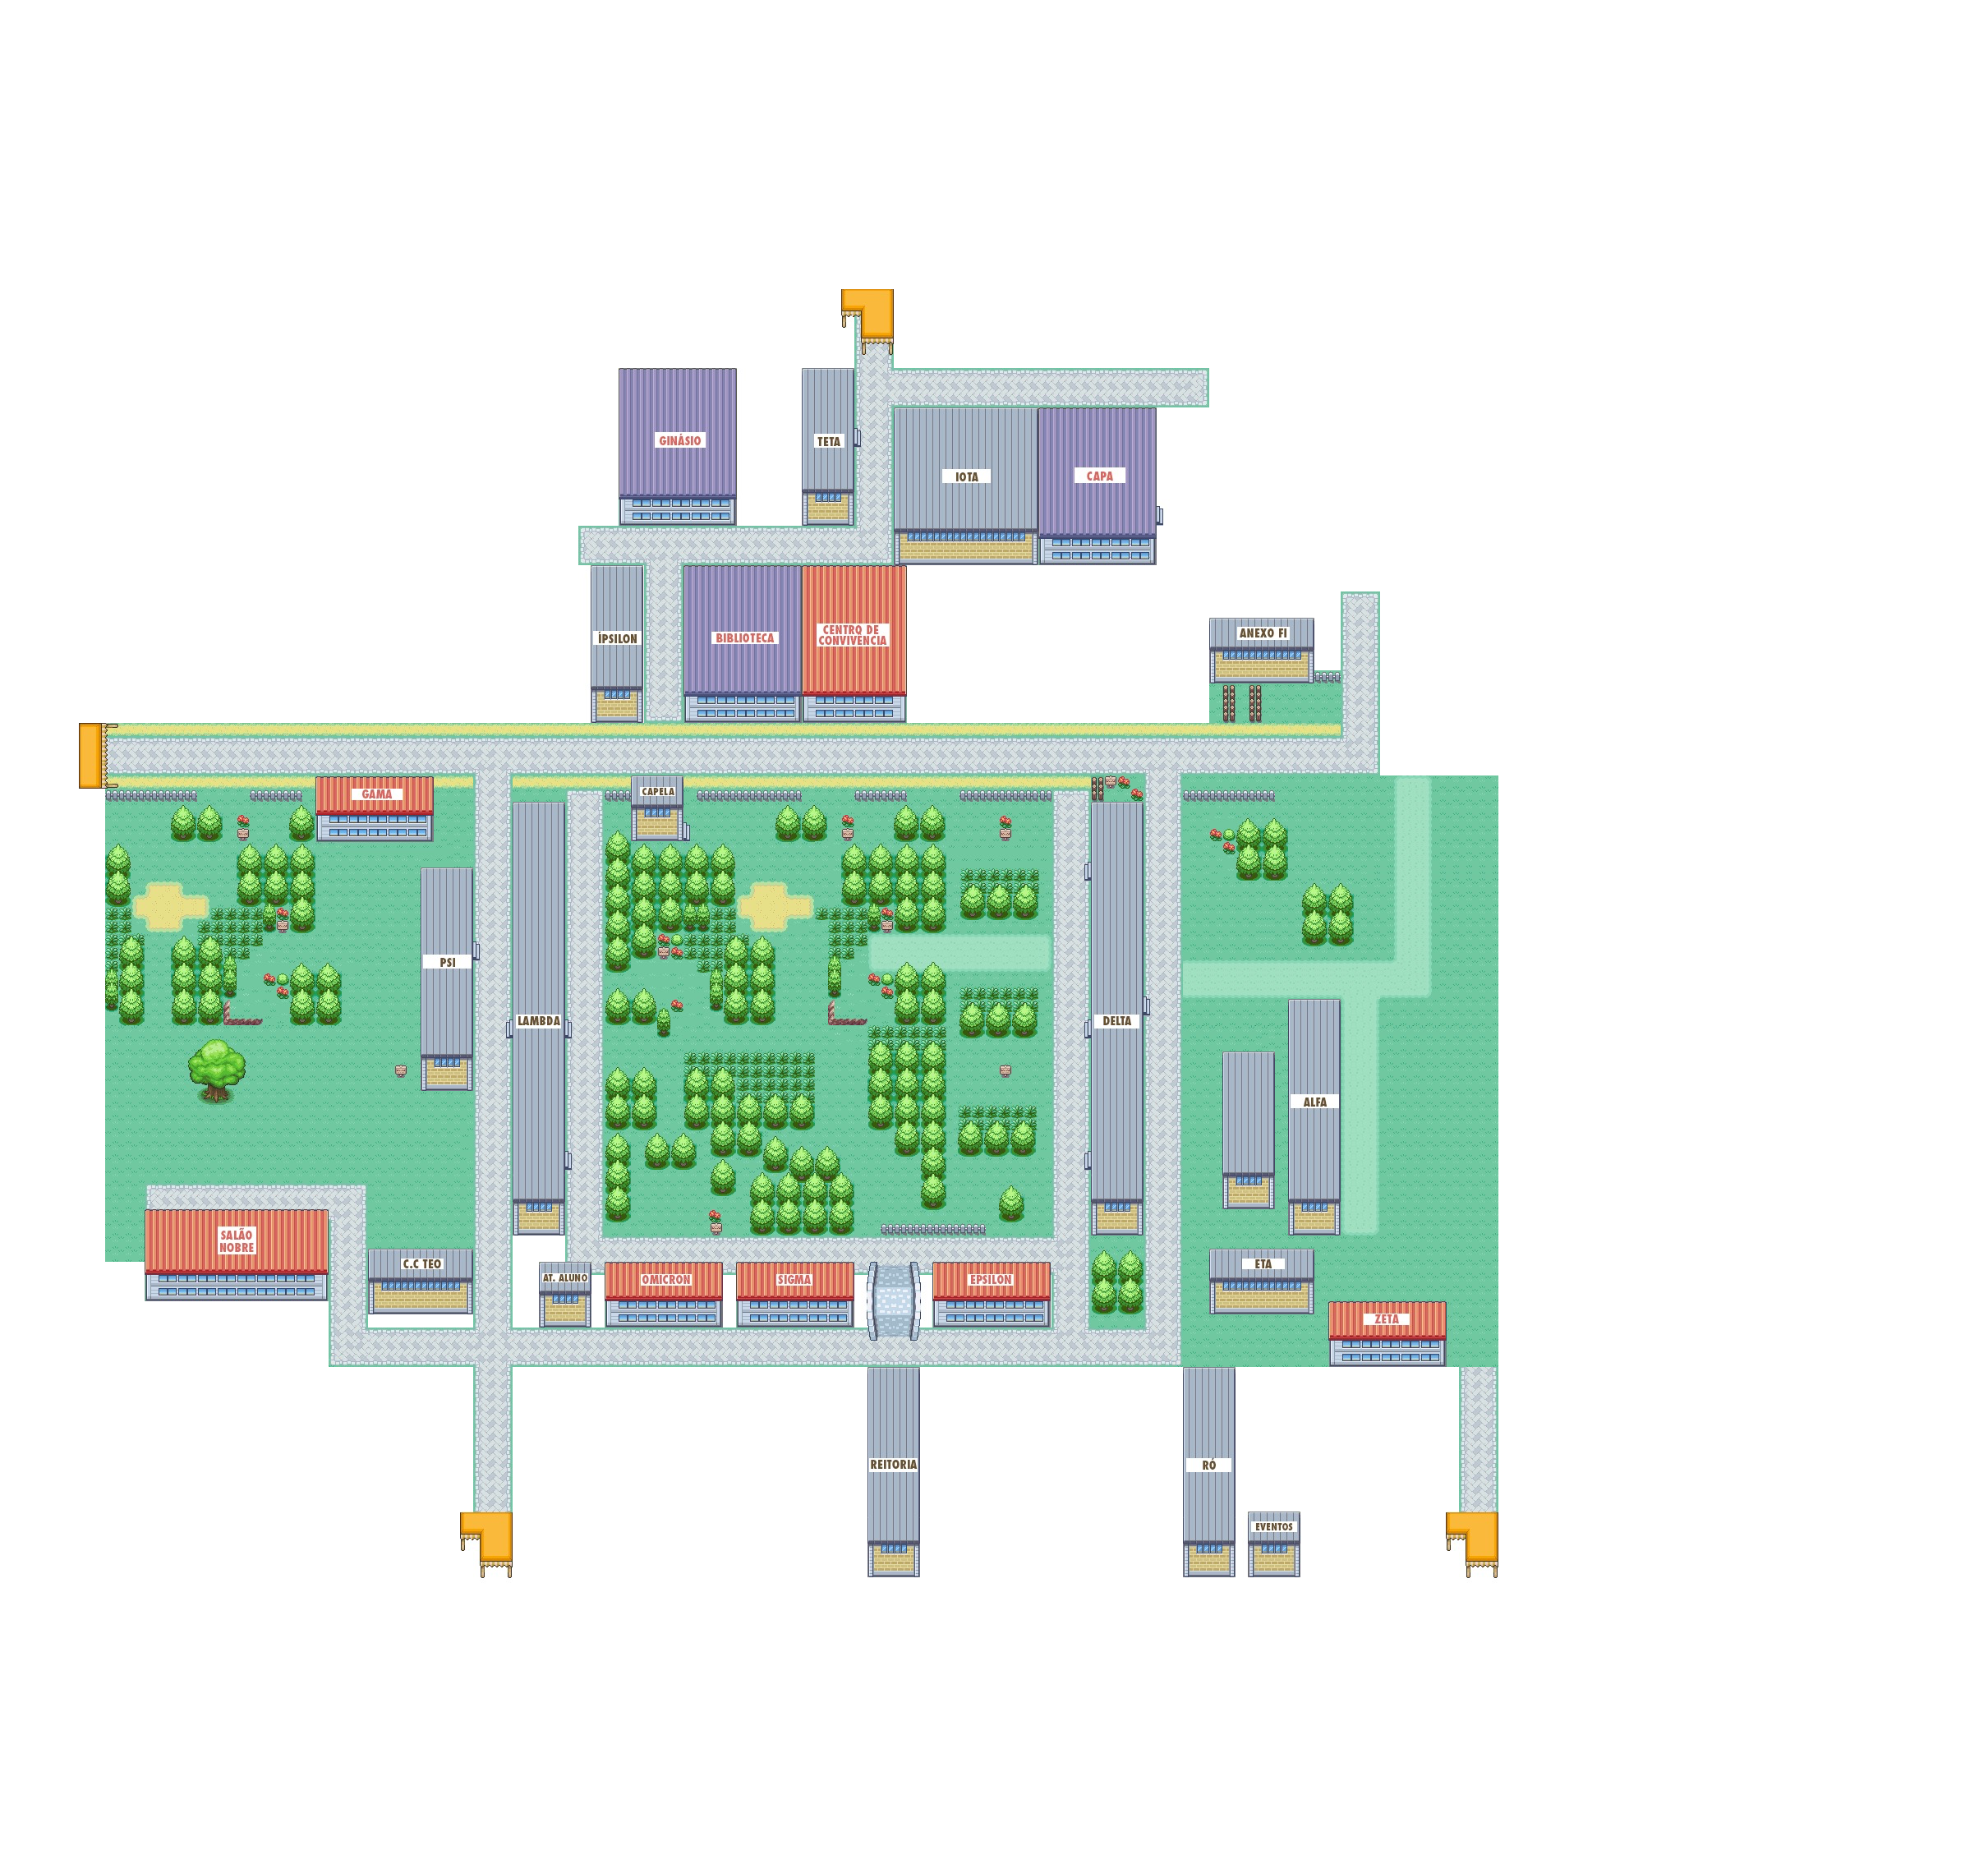 GINÁSIO
TETA
IOTA
CAPA
ÍPSILON
BIBLIOTECA
CENTRO DE
CONVIVENCIA
ANEXO FI
GAMA
CAPELA
PSI
LAMBDA
DELTA
ALFA
SALÃO
NOBRE
C.C TEO
AT. ALUNO
OMICRON
SIGMA
EPSILON
ETA
ZETA
REITORIA
RÓ
EVENTOS